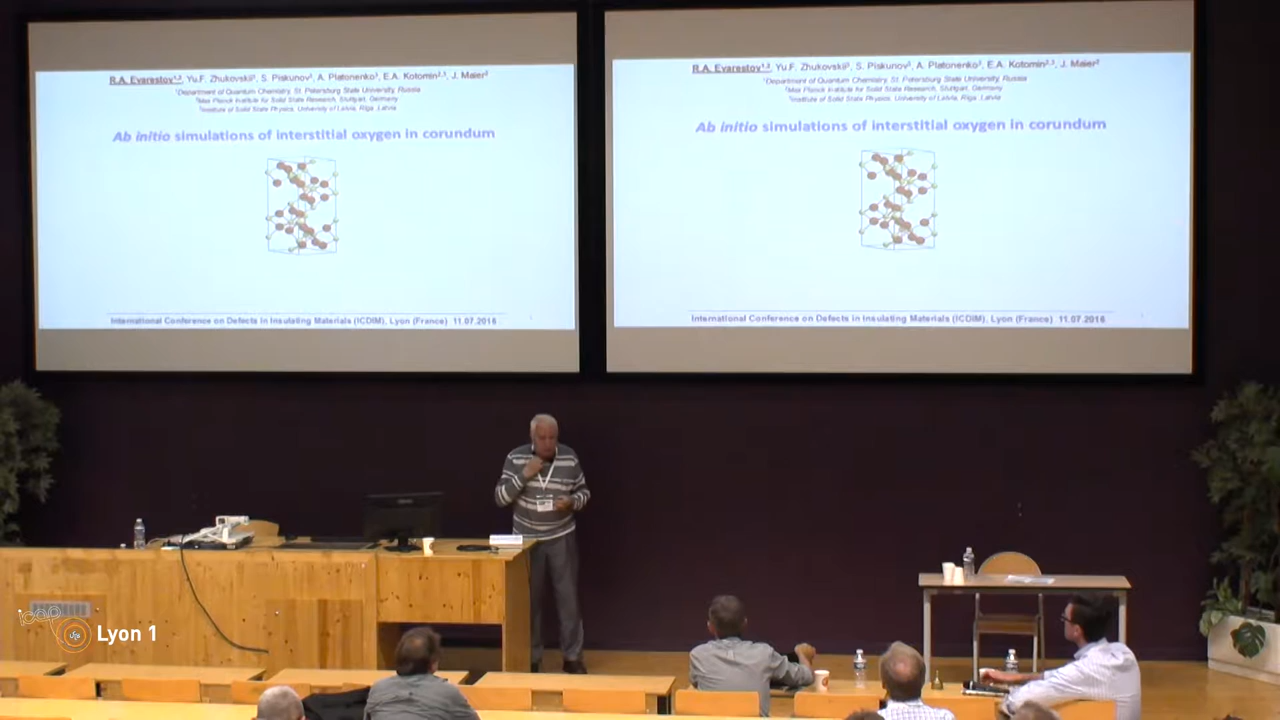 R.A. Evarestov¹,², Yu.F. Zhukovskii³, S. Piskunov³, A. Platonenko³, E.A. Kotomin²,³, J. Maier²
¹Department of Quantum Chemistry, St. Petersburg State University, Russia
²Max Planck Institute for Solid State Research, Stuttgart, Germany
³Institute of Solid State Physics, University of Latvia, Riga, Latvia
Ab initio simulations of interstitial oxygen in corundum
International Conference on Defects in Insulating Materials (ICDIM), Lyon (France) 11.07.2016
R.A. Evarestov¹,², Yu.F. Zhukovskii³, S. Piskunov³, A. Platonenko³, E.A. Kotomin²,³, J. Maier²
¹Department of Quantum Chemistry, St. Petersburg State University, Russia
²Max Planck Institute for Solid State Research, Stuttgart, Germany
³Institute of Solid State Physics, University of Latvia, Riga, Latvia
Ab initio simulations of interstitial oxygen in corundum
International Conference on Defects in Insulating Materials (ICDIM), Lyon (France) 11.07.2016
Lyon 1